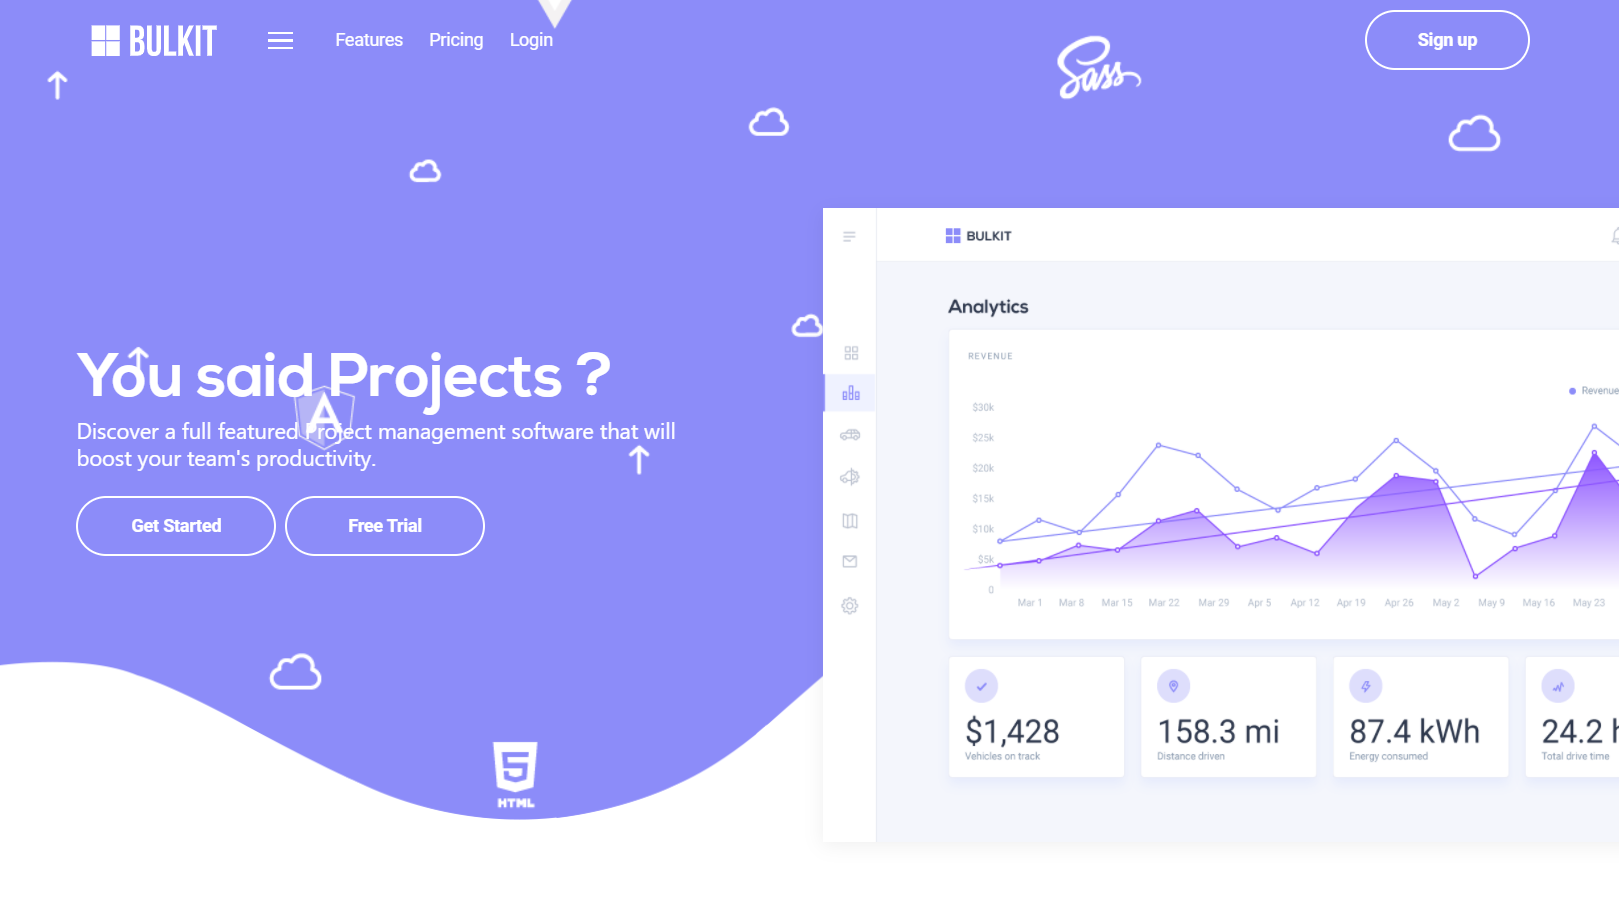 BULKIT
Features Pricing Login
Sign up
Sass
BULKIT
Analytics
REVENUE
Revenue
$30k
$25k
$20k
$15k
$10k
$5k
0
Mar 1 Mar 8 Mar 15 Mar 22 Mar 29 Apr 5 Apr 12 Apr 19 Apr 26 May 2 May 9 May 16 May 23
You said Projects ?
A
Discover a full featured Project management software that will
boost your team's productivity.
Get Started Free Trial
$1,428
Vehicles on track
158.3 mi
Distance driven
87.4 kWh
Energy consumed
24.2
Total drive time
5
HTML